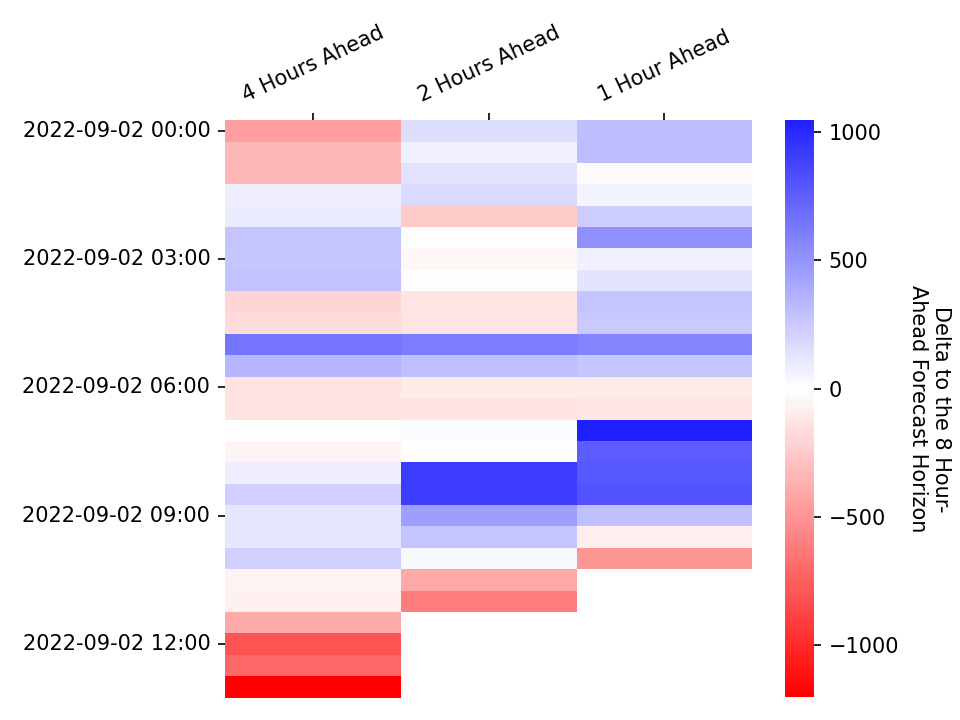 4 Hours Ahead
2 Hours Ahead
1 Hour Ahead
2022-09-02 00:00
2022-09-02 03:00
2022-09-02 06:00
2022-09-02 09:00
2022-09-02 12:00
1000
500
0
−500
−1000
Delta to the 8 Hour-
Ahead Forecast Horizon